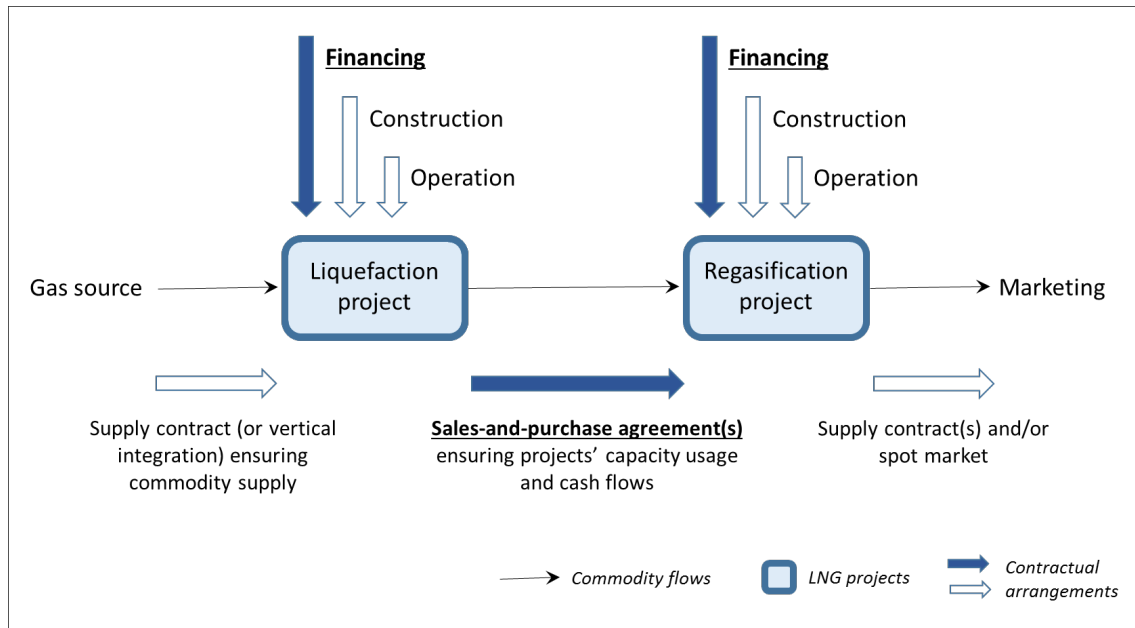 Financing
Construction
Operation
Financing
Construction
Operation
Gas source
Liquefaction
project
Regasification
project
Marketing
Supply contract (or vertical
integration) ensuring
commodity supply
Sales-and-purchase agreement(s)
ensuring projects’ capacity usage
and cash flows
Supply contract(s) and/or
spot market
Commodity flows
LNG projects
Contractual
arrangements